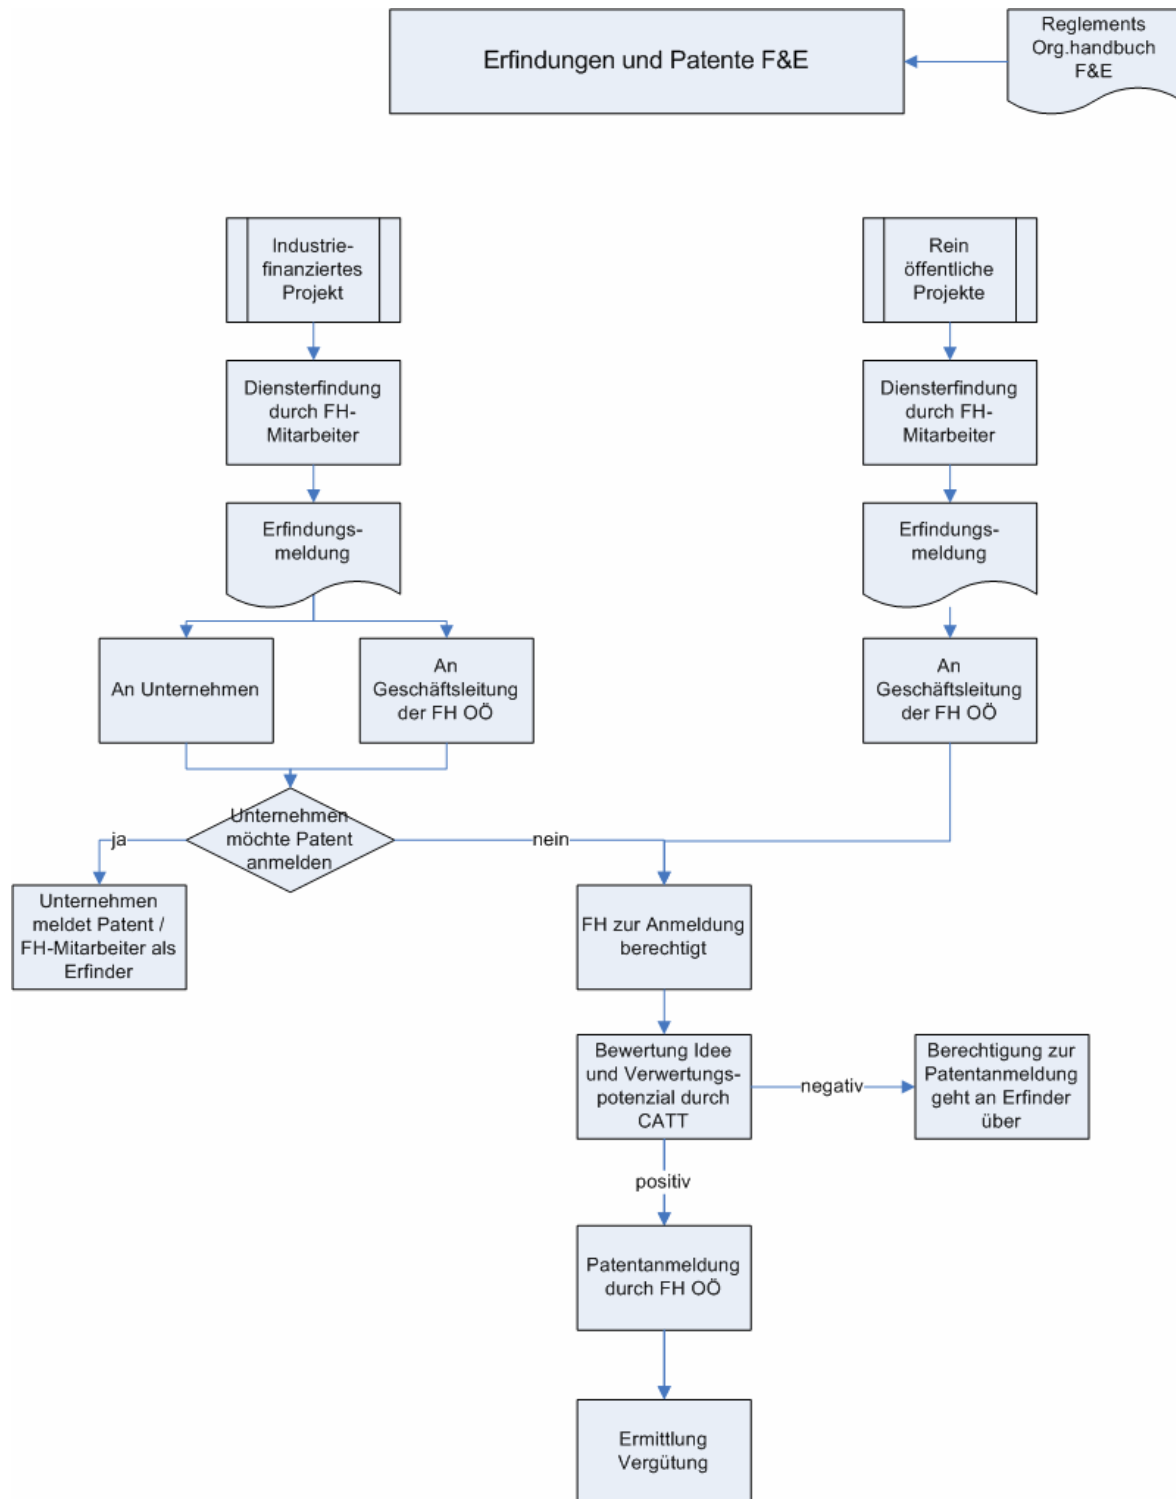 Erfindungen und Patente F&E
Reglements
Org.handbuch
F&E
Industrie-
finanziertes
Projekt
Rein
öffentliche
Projekte
Diensterfindung
durch FH-
Mitarbeiter
Diensterfindung
durch FH-
Mitarbeiter
Erfindungs-
meldung
Erfindungs-
meldung
An Unternehmen
An
Geschäftsleitung
der FH OÖ
An
Geschäftsleitung
der FH OÖ
Unternehmen
möchte Patent
anmelden
ja
nein
Unternehmen
meldet Patent /
FH-Mitarbeiter als
Erfinder
FH zur Anmeldung
berechtigt
Bewertung Idee
und Verwertungs-
potenzial durch
CATT
negativ
Berechtigung zur
Patentanmeldung
geht an Erfinder
über
positiv
Patentanmeldung
durch FH OÖ
Ermittlung
Vergütung